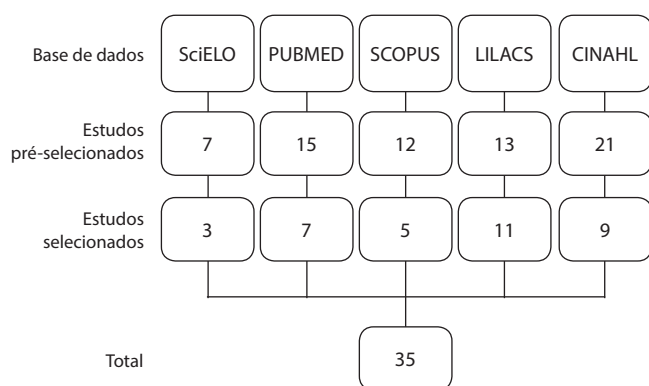 Base de dados
SciELO
PUBMED
SCOPUS
LILACS
CINAHL
Estudos
pré-selecionados
7
15
12
13
21
Estudos
selecionados
3
7
5
11
9
Total
35